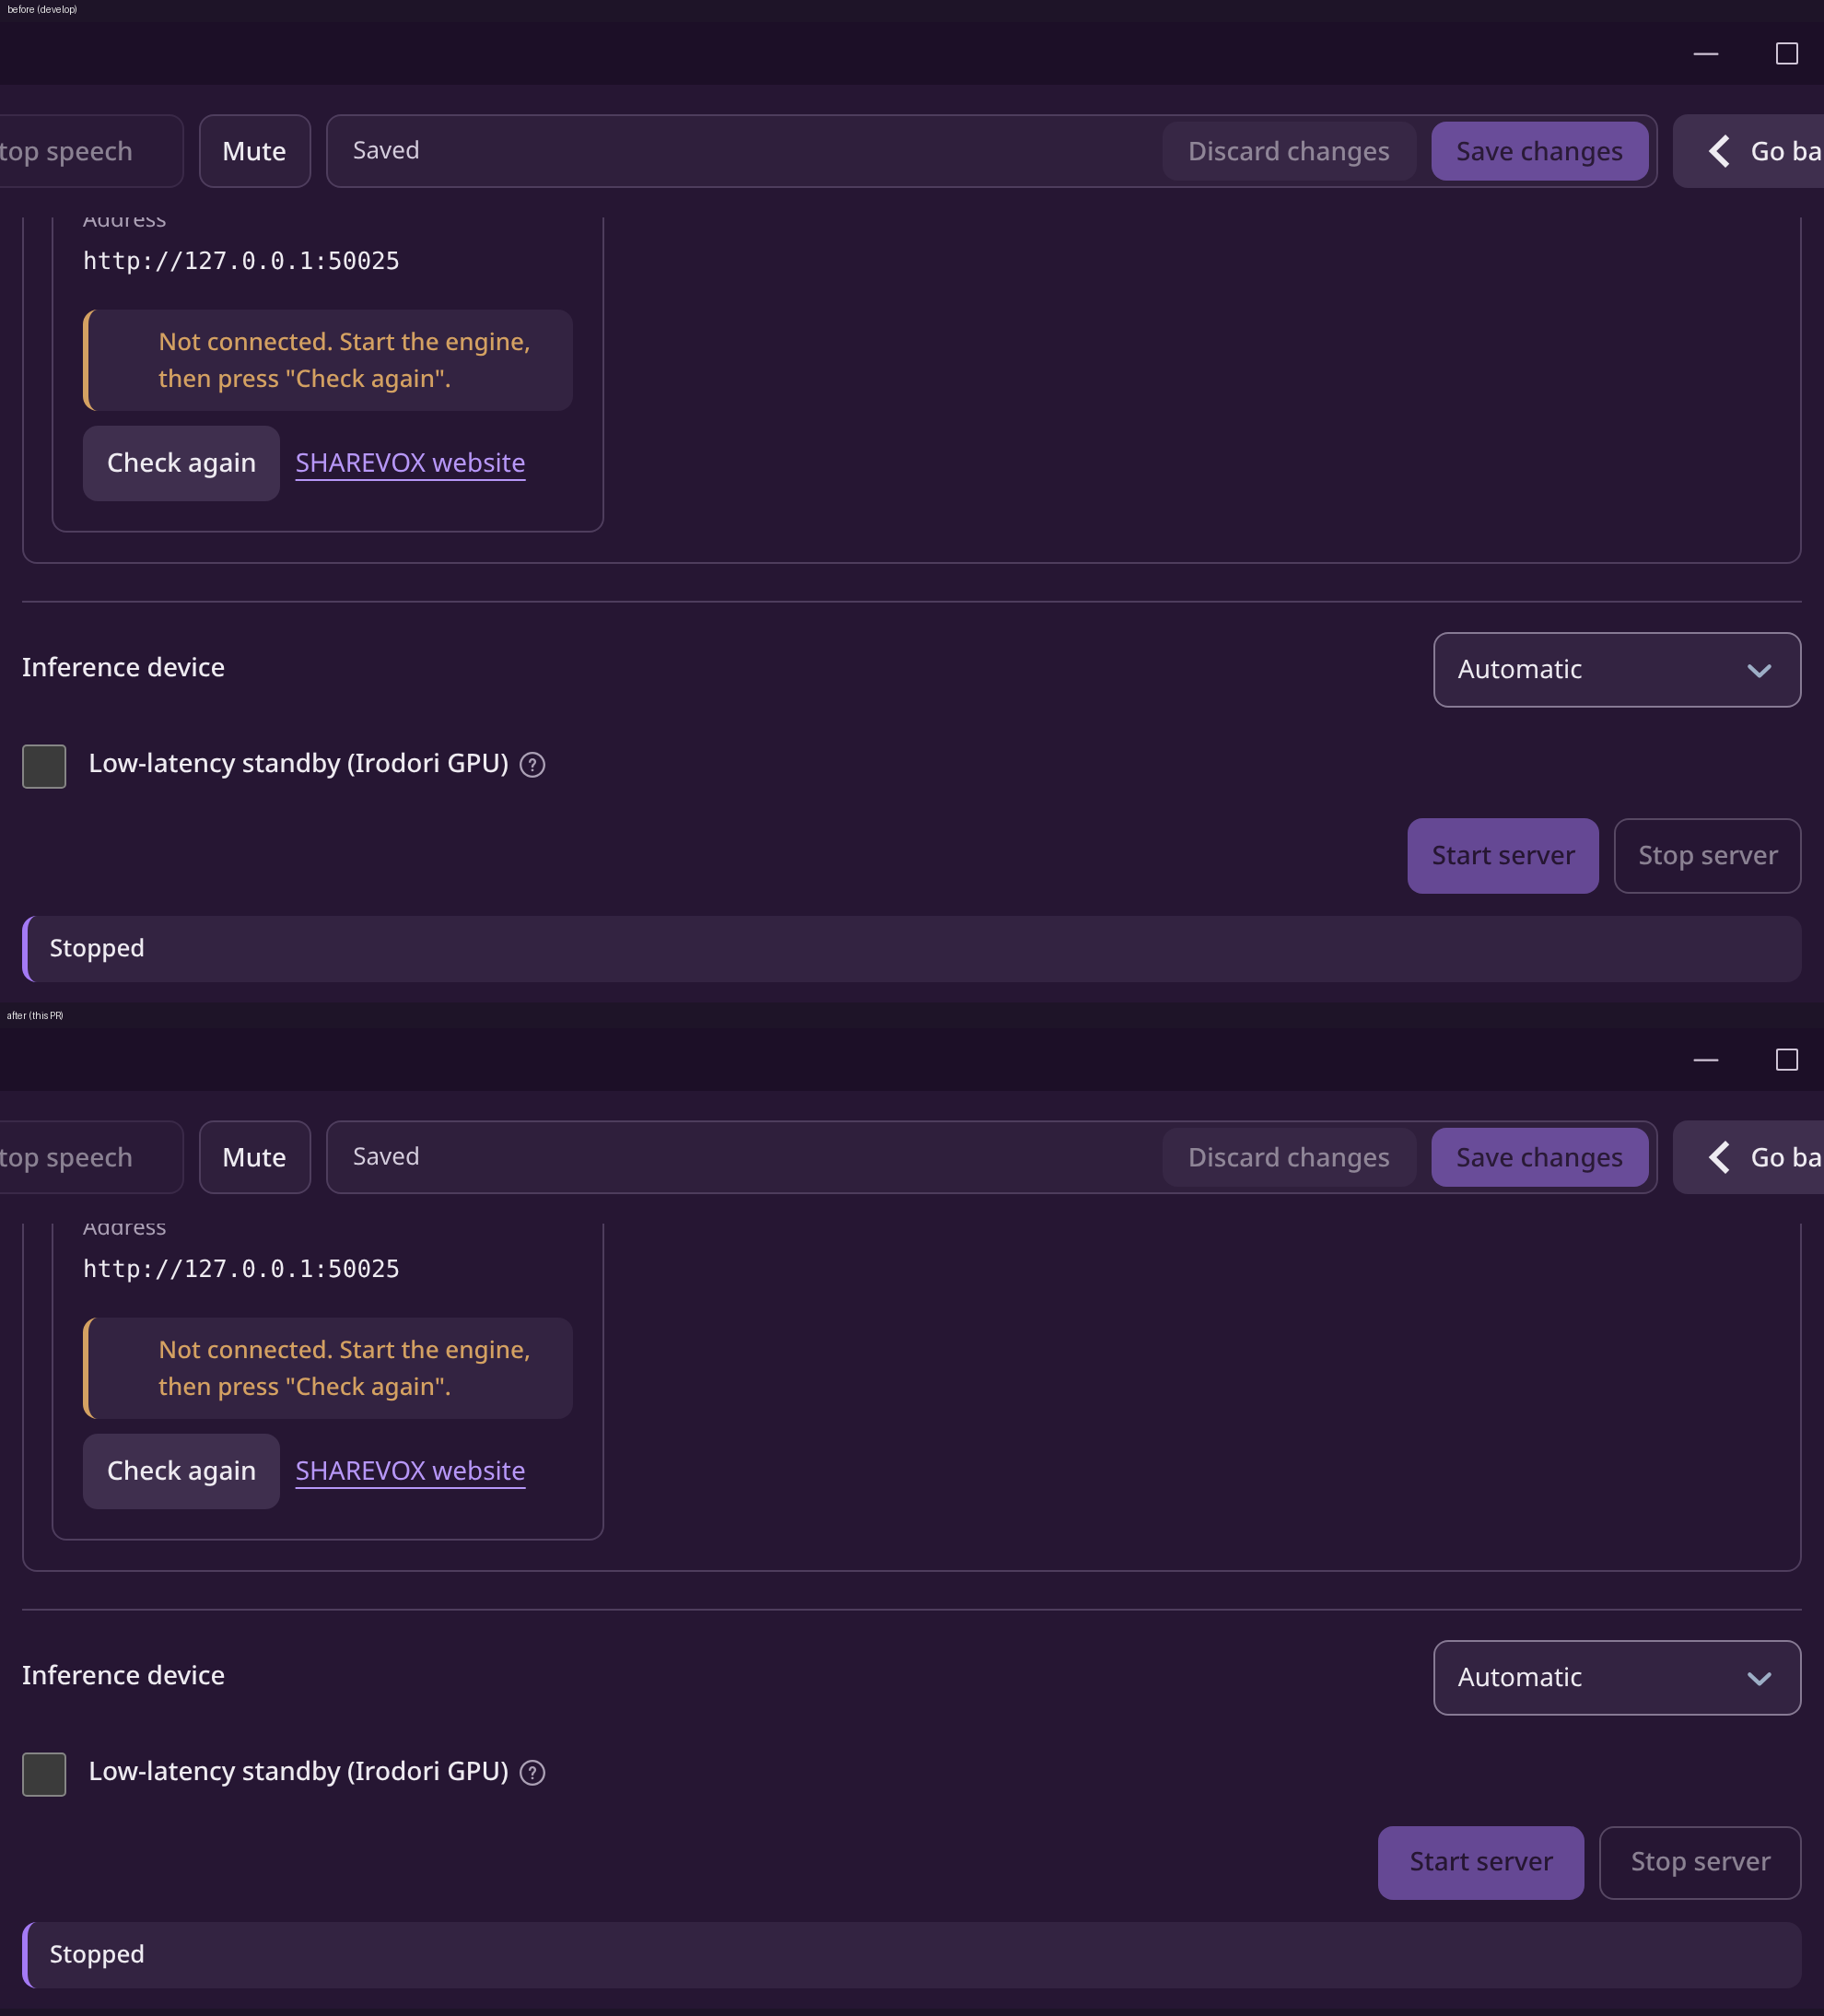 before (develop)
top speech
Mute
Saved
Discard changes
Save changes
Go ba
Address
http://127.0.0.1:50025
Not connected. Start the engine,
then press "Check again".
Check again
SHAREVOX website
Inference device
Automatic
Low-latency standby (Irodori GPU) ?
Start server
Stop server
Stopped
after (this PR)
top speech
Mute
Saved
Discard changes
Save changes
Go ba
Address
http://127.0.0.1:50025
Not connected. Start the engine,
then press "Check again".
Check again
SHAREVOX website
Inference device
Automatic
Low-latency standby (Irodori GPU) ?
Start server
Stop server
Stopped